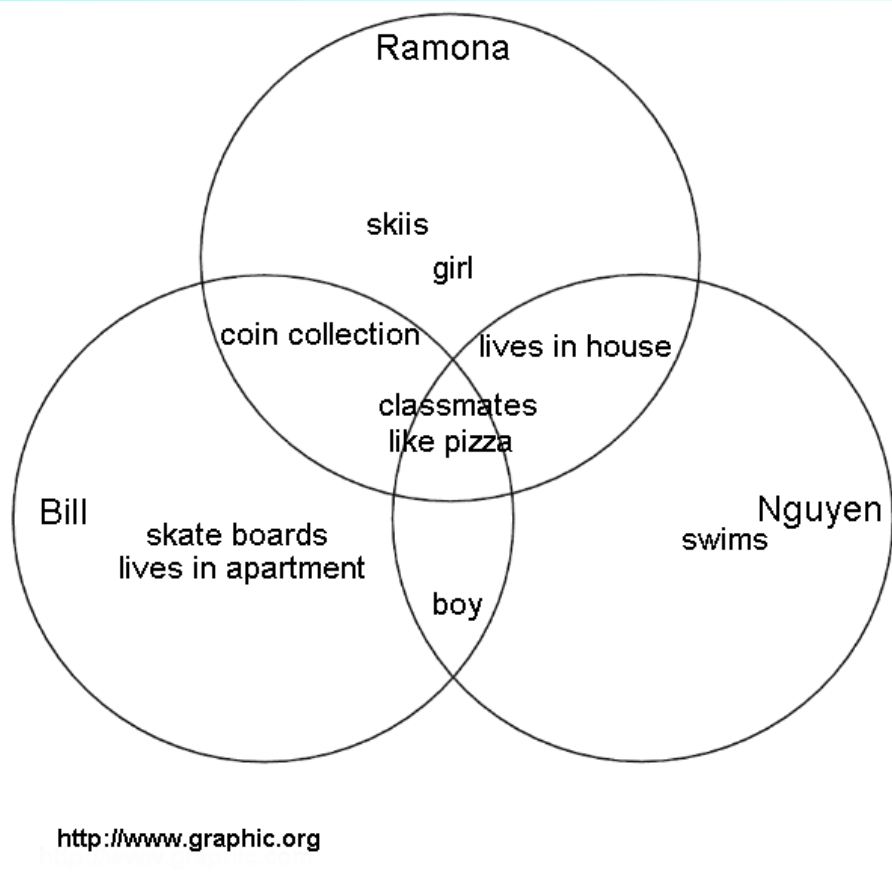 Ramona
skiis
girl
coin collection
lives in house
classmates
like pizza
Bill
Nguyen
skate boards
swims
lives in apartment
boy
http://www.graphic.org